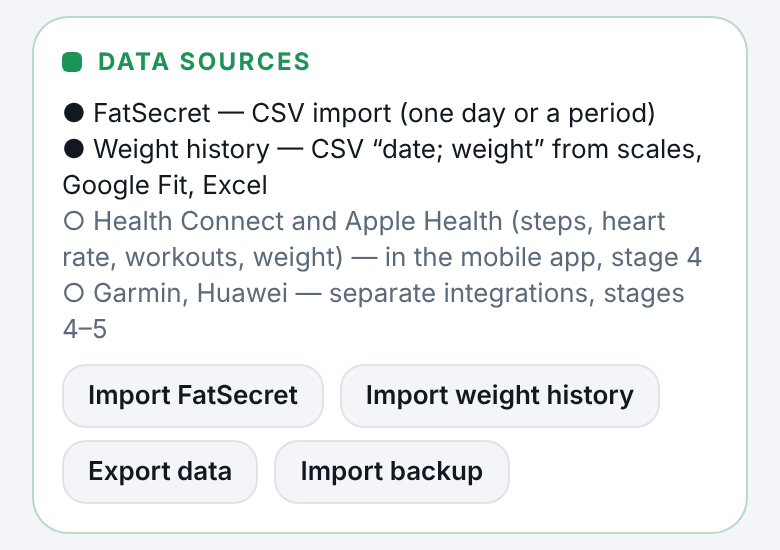 DATA SOURCES
● FatSecret — CSV import (one day or a period)
● Weight history — CSV “date; weight” from scales,
Google Fit, Excel
○ Health Connect and Apple Health (steps, heart
rate, workouts, weight) — in the mobile app, stage 4
○ Garmin, Huawei — separate integrations, stages
4–5
Import FatSecret
Import weight history
Export data
Import backup